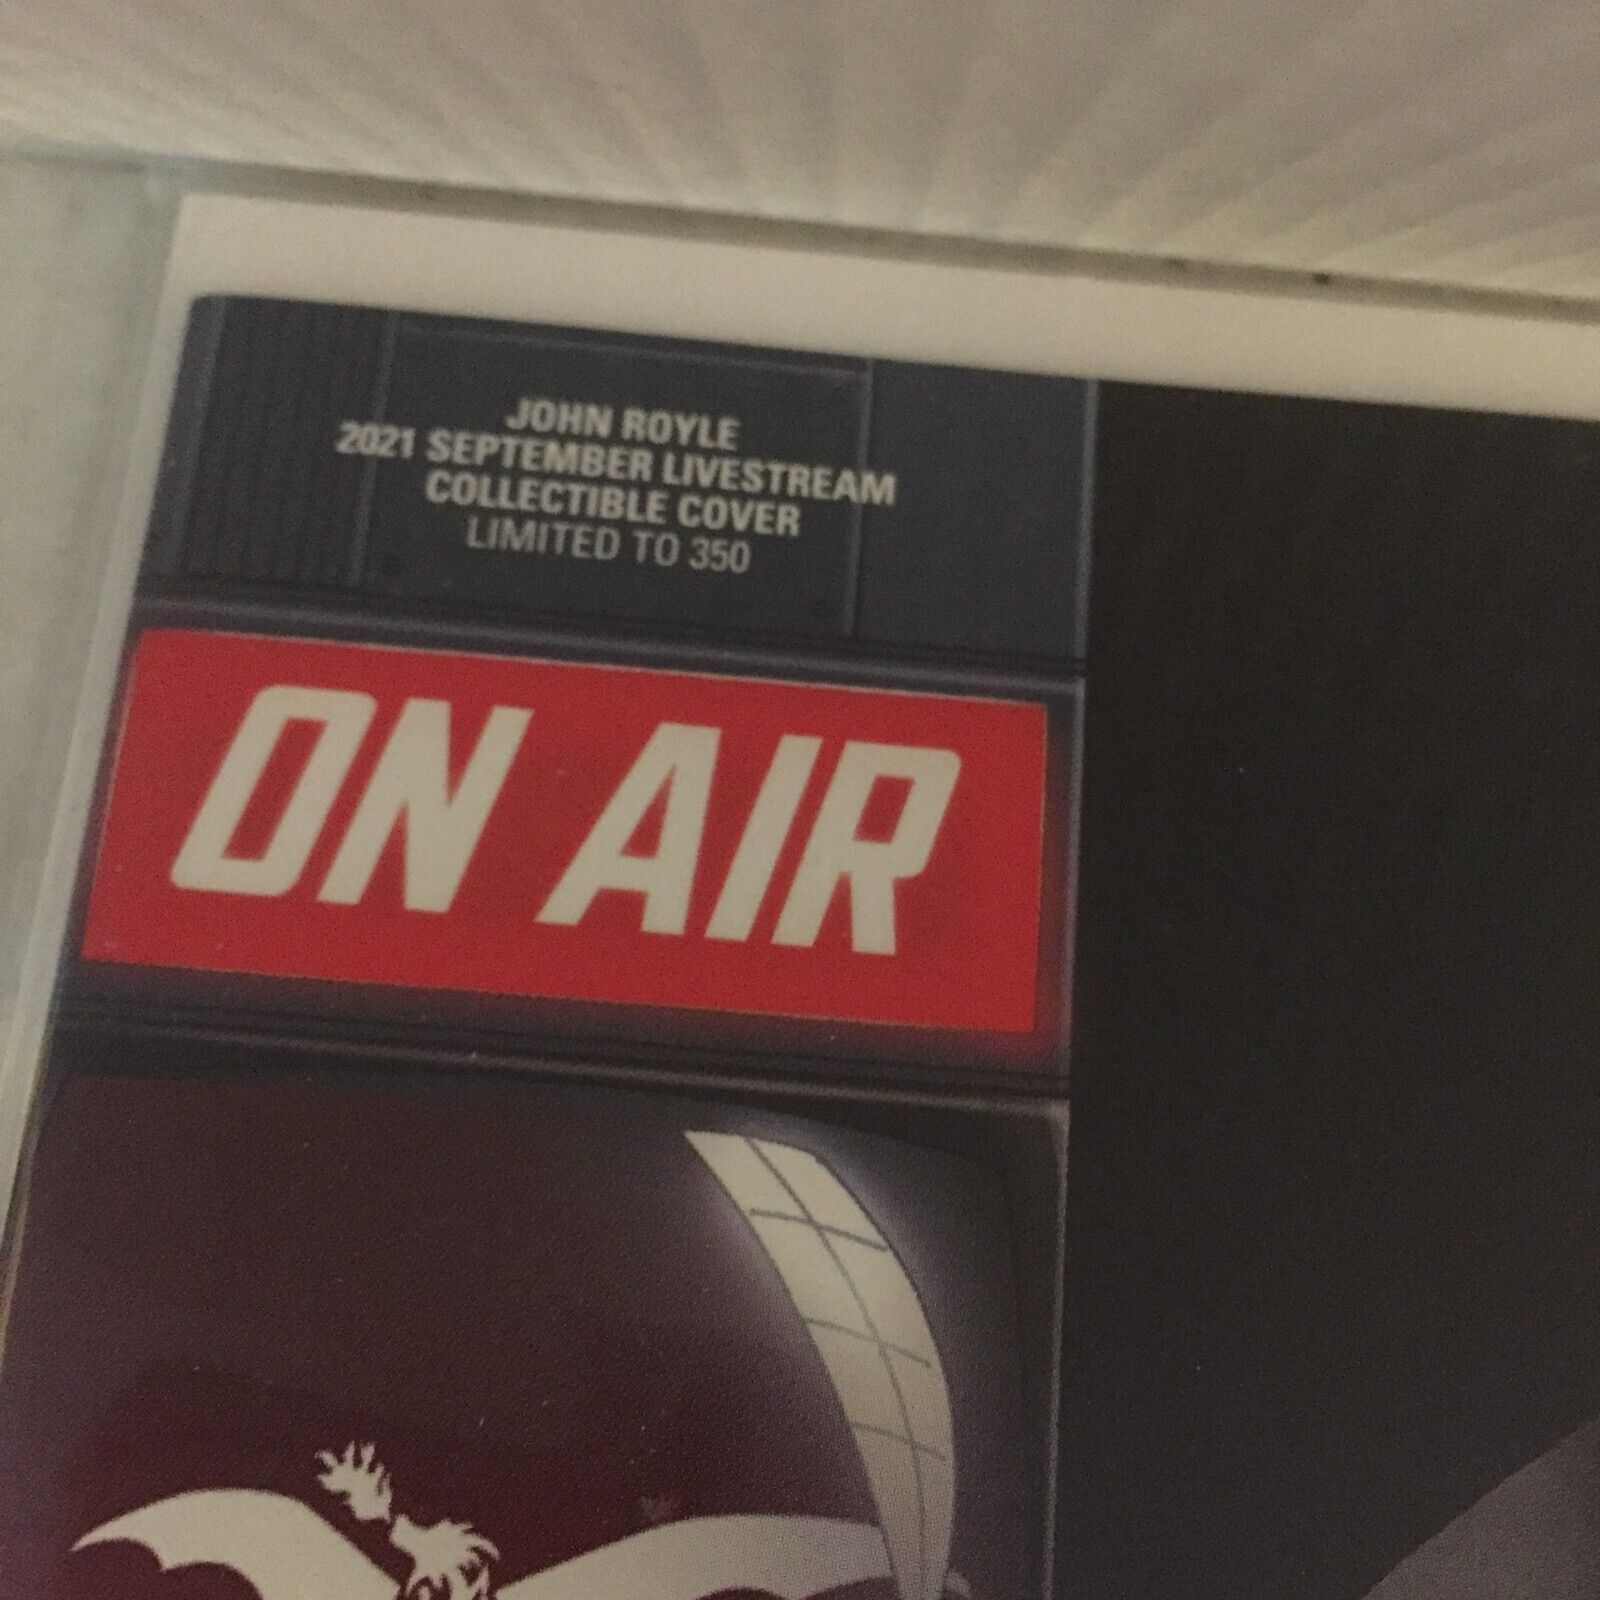 JOHN ROYLE
2021 SEPTEMBER LIVESTREAM
COLLECTIBLE COVER
LIMITED TO 350
ON AIR